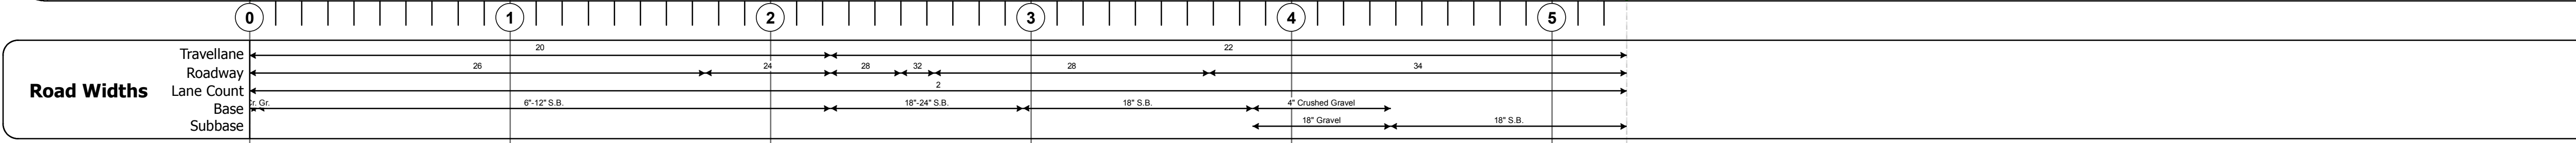 0 1 2 3 4 5
Road Widths
Travellane 20 22
Roadway 26 24 28 32 28 34
Lane Count 2
Base r. Gr. 6"-12" S.B. 18"-24" S.B. 18" S.B. 4" Crushed Gravel
Subbase 18" Gravel 18" S.B.